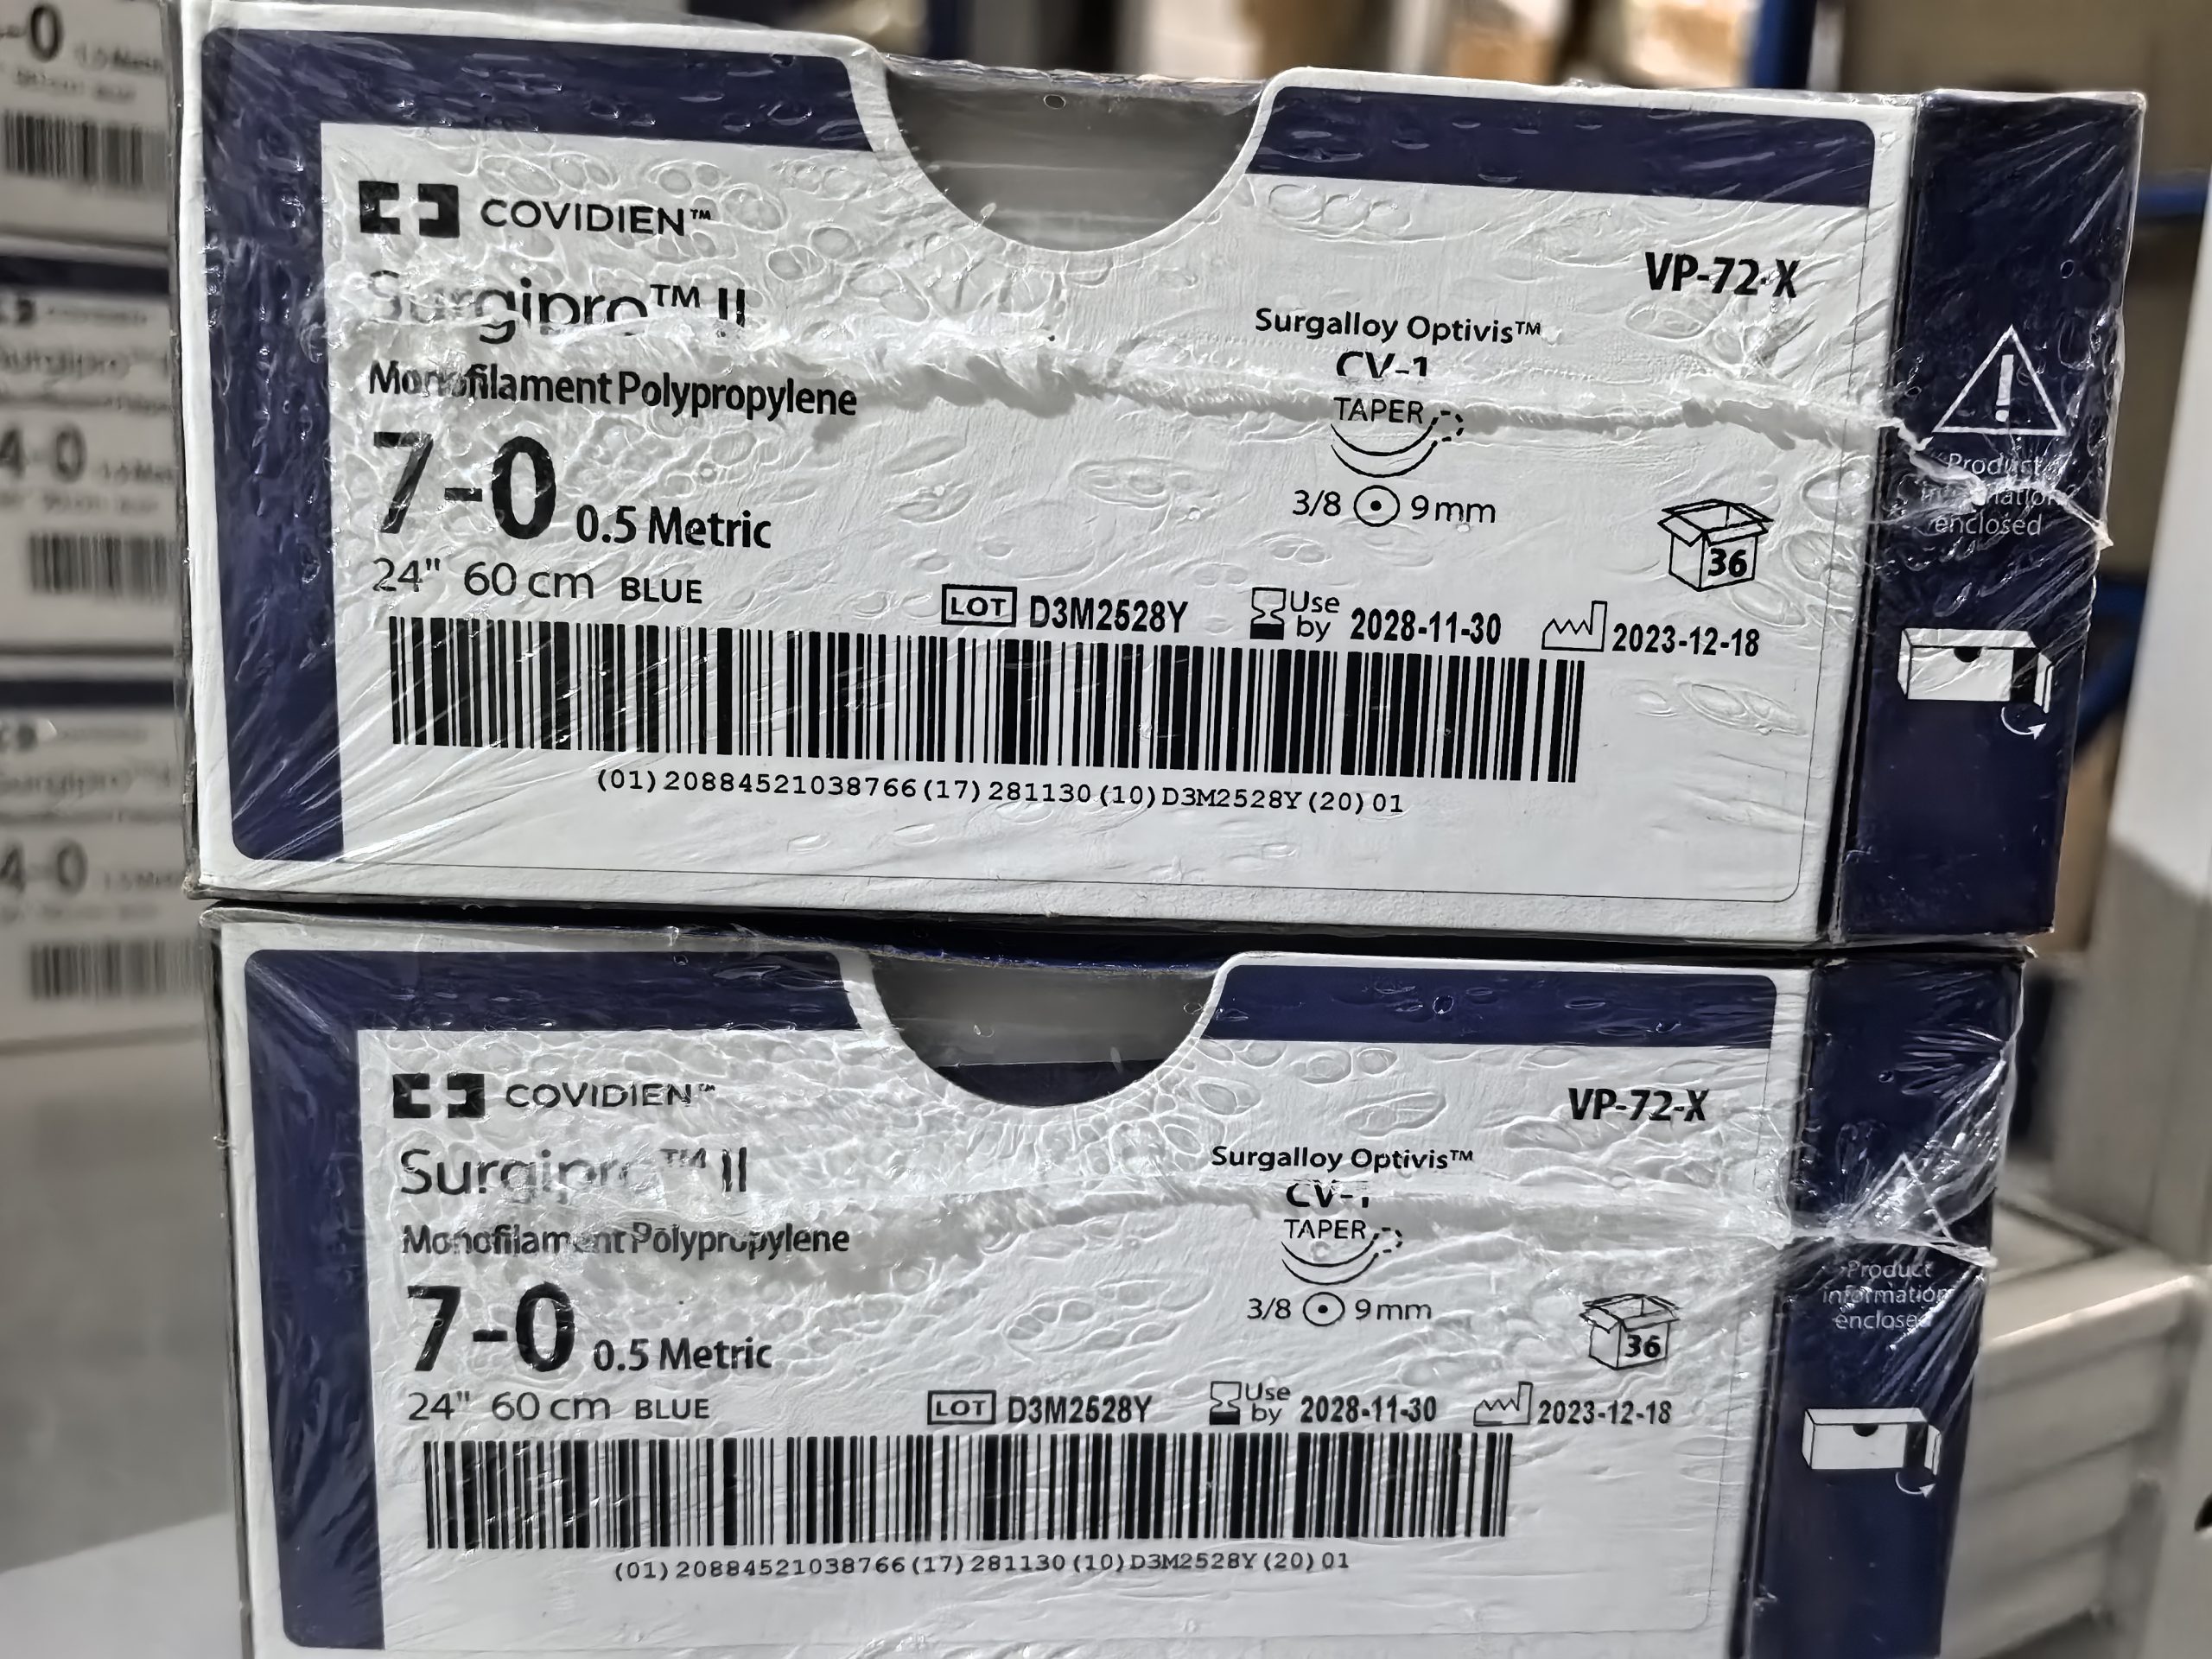 COVIDIEN™
Surgipro™ II
Monofilament Polypropylene
7-0 0.5 Metric
24" 60 cm BLUE
VP-72-X
Surgalloy Optivis™
CV-1
TAPER
3/8 9 mm
36
LOT D3M2528Y Use by 2028-11-30 2023-12-18
(01)20884521038766(17)281130(10)D3M2528Y(20)01
Product
information
enclosed
COVIDIEN™
Surgipro™ II
Monofilament Polypropylene
7-0 0.5 Metric
24" 60 cm BLUE
VP-72-X
Surgalloy Optivis™
CV-1
TAPER
3/8 9 mm
36
LOT D3M2528Y Use by 2028-11-30 2023-12-18
(01)20884521038766(17)281130(10)D3M2528Y(20)01
Product
information
enclosed
4-0
4-0